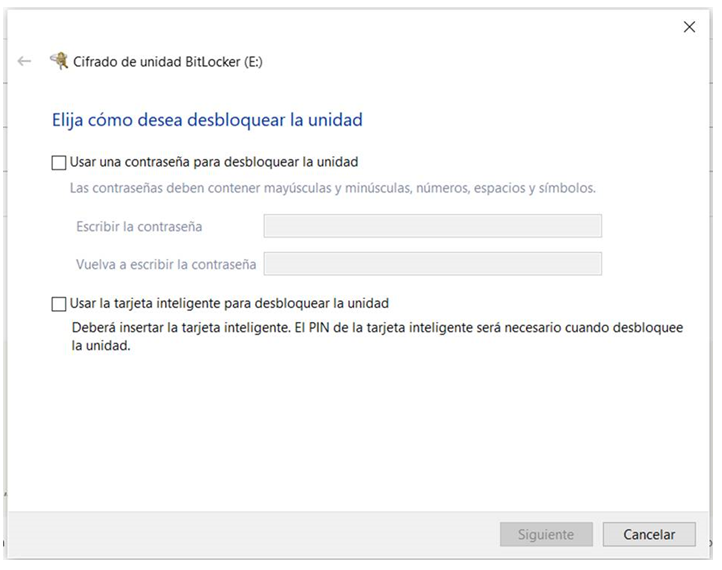 Cifrado de unidad BitLocker (E:)
Elija cómo desea desbloquear la unidad
Usar una contraseña para desbloquear la unidad
Las contraseñas deben contener mayúsculas y minúsculas, números, espacios y símbolos.
Escribir la contraseña
Vuelva a escribir la contraseña
Usar la tarjeta inteligente para desbloquear la unidad
Deberá insertar la tarjeta inteligente. El PIN de la tarjeta inteligente será necesario cuando desbloquee
la unidad.
Siguiente
Cancelar